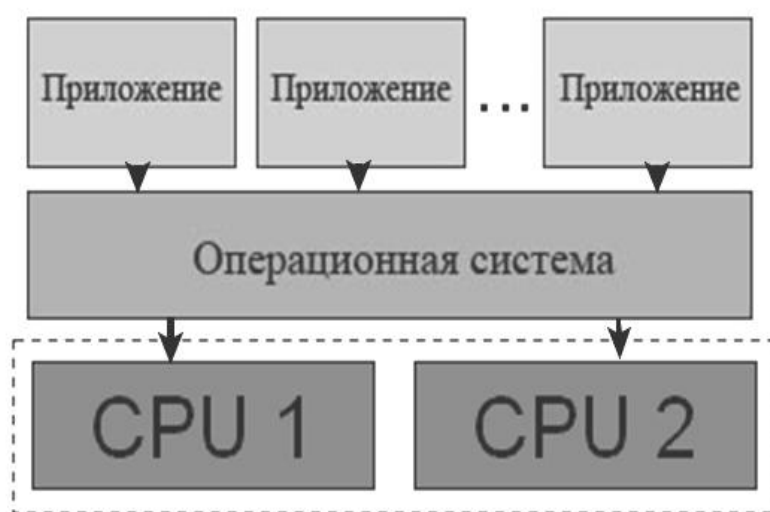 Приложение
Приложение
...
Приложение
Операционная система
CPU 1
CPU 2